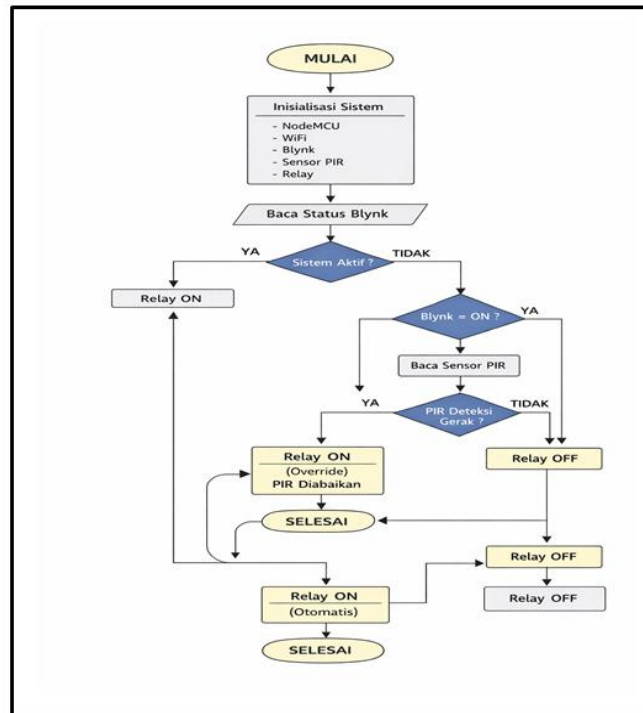 MULAI
Inisialisasi Sistem
- NodeMCU
- WiFi
- Blynk
- Sensor PIR
- Relay
Baca Status Blynk
YA
Sistem Aktif ?
TIDAK
Relay ON
Blynk = ON ?
YA
Baca Sensor PIR
YA
PIR Deteksi
Gerak ?
TIDAK
Relay ON
(Override)
PIR Diabaikan
Relay OFF
SELESAI
Relay OFF
Relay ON
(Otomatis)
Relay OFF
SELESAI